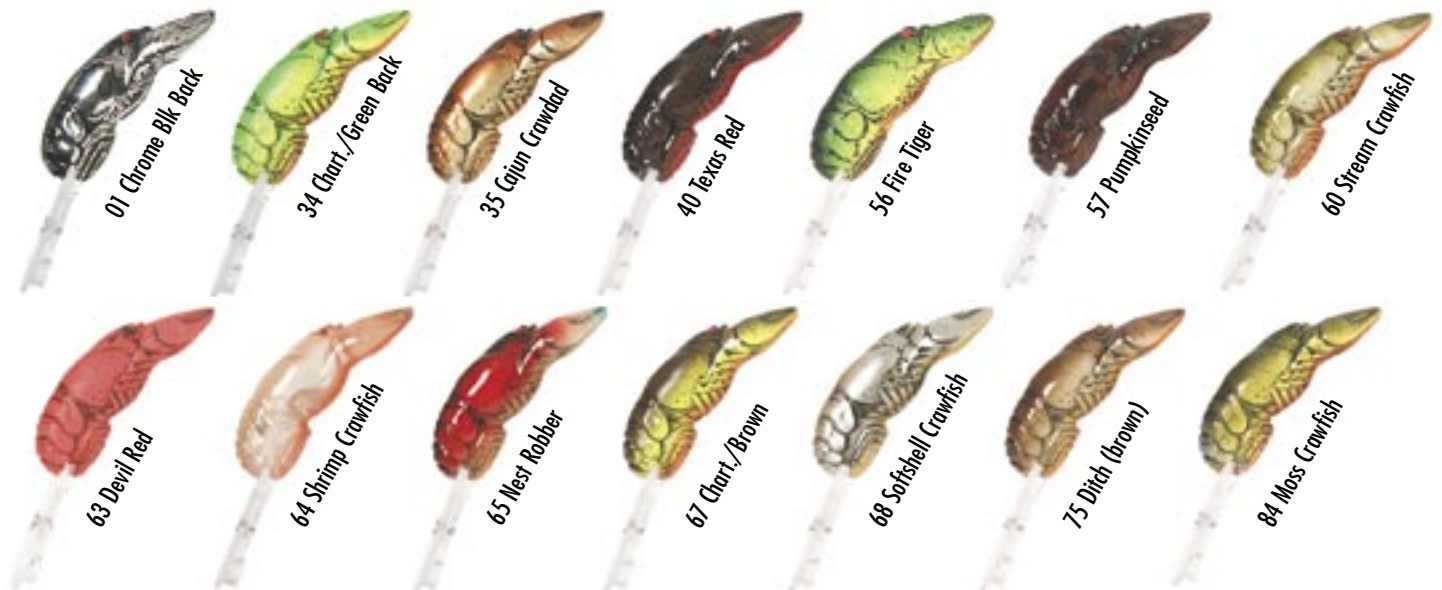 01 Chrome Blk Back
34 Chart./Green Back
35 Cajun Crawdad
40 Texas Red
56 Fire Tiger
57 Pumpkinseed
60 Stream Crawfish
63 Devil Red
64 Shrimp Crawfish
65 Nest Robber
67 Chart./Brown
68 Softshell Crawfish
75 Ditch (brown)
84 Moss Crawfish